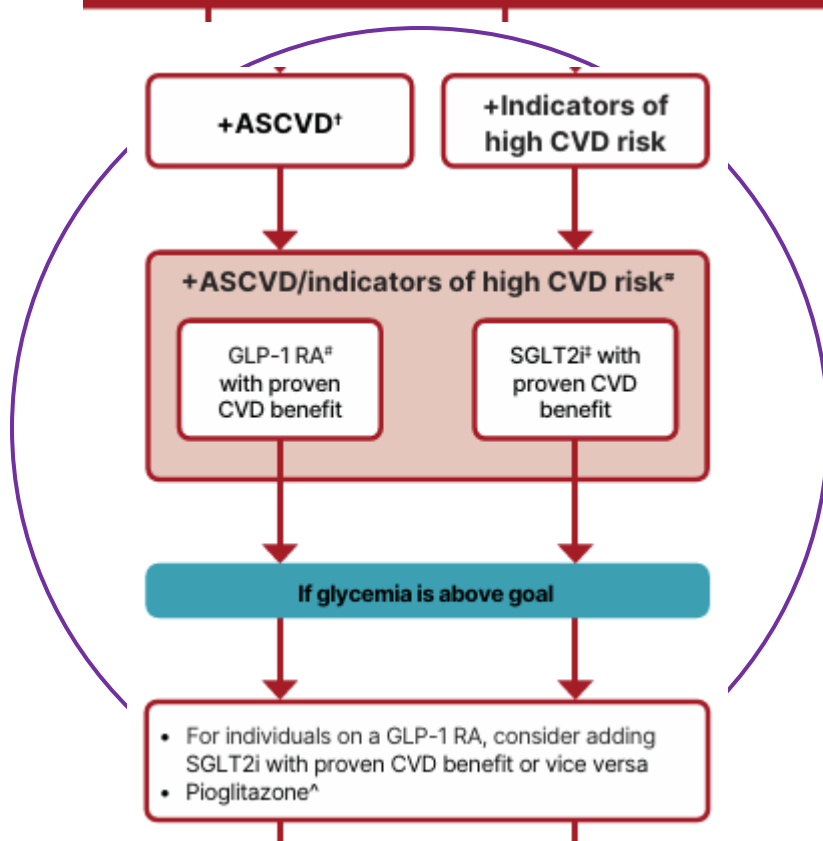 +ASCVD†
+Indicators of
high CVD risk
+ASCVD/indicators of high CVD risk⁼
GLP-1 RA#
with proven
CVD benefit
SGLT2i‡ with
proven CVD
benefit
If glycemia is above goal
• For individuals on a GLP-1 RA, consider adding
SGLT2i with proven CVD benefit or vice versa
• Pioglitazone^